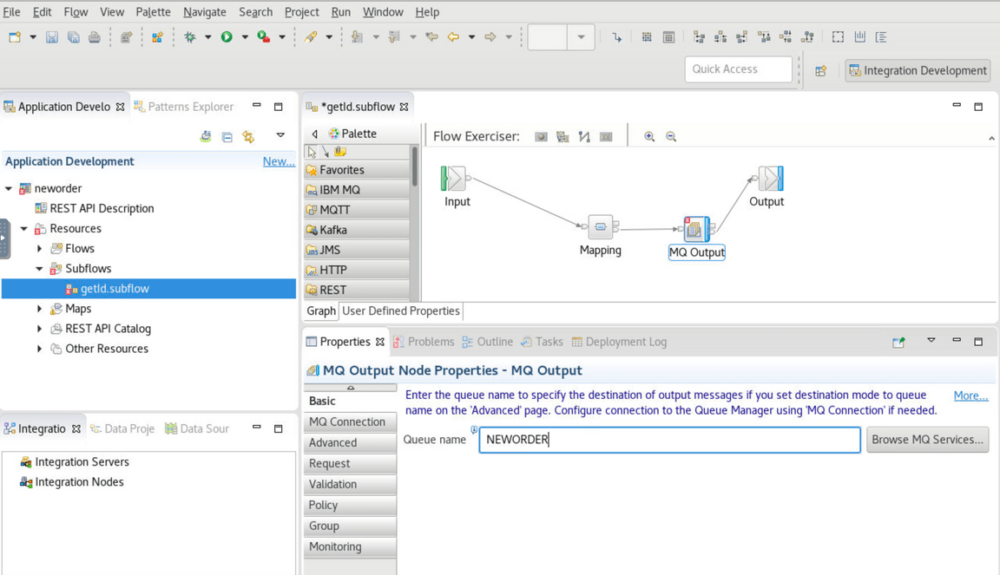 File Edit Flow View Palette Navigate Search Project Run Window Help
Quick Access
Integration Development
Application Develo
Patterns Explorer
Application Development
New...
neworder
REST API Description
Resources
Flows
Subflows
getId.subflow
Maps
REST API Catalog
Other Resources
Integratio
Data Proje
Data Sour
Integration Servers
Integration Nodes
*getId.subflow
Palette
Favorites
IBM MQ
MQTT
Kafka
JMS
HTTP
REST
Flow Exerciser:
Input
Mapping
MQ Output
Output
Graph
User Defined Properties
Properties
Problems
Outline
Tasks
Deployment Log
MQ Output Node Properties - MQ Output
Basic
MQ Connection
Advanced
Request
Validation
Policy
Group
Monitoring
Enter the queue name to specify the destination of output messages if you set destination mode to queue
name on the 'Advanced' page. Configure connection to the Queue Manager using 'MQ Connection' if needed.
More...
Queue name
NEWORDER
Browse MQ Services...